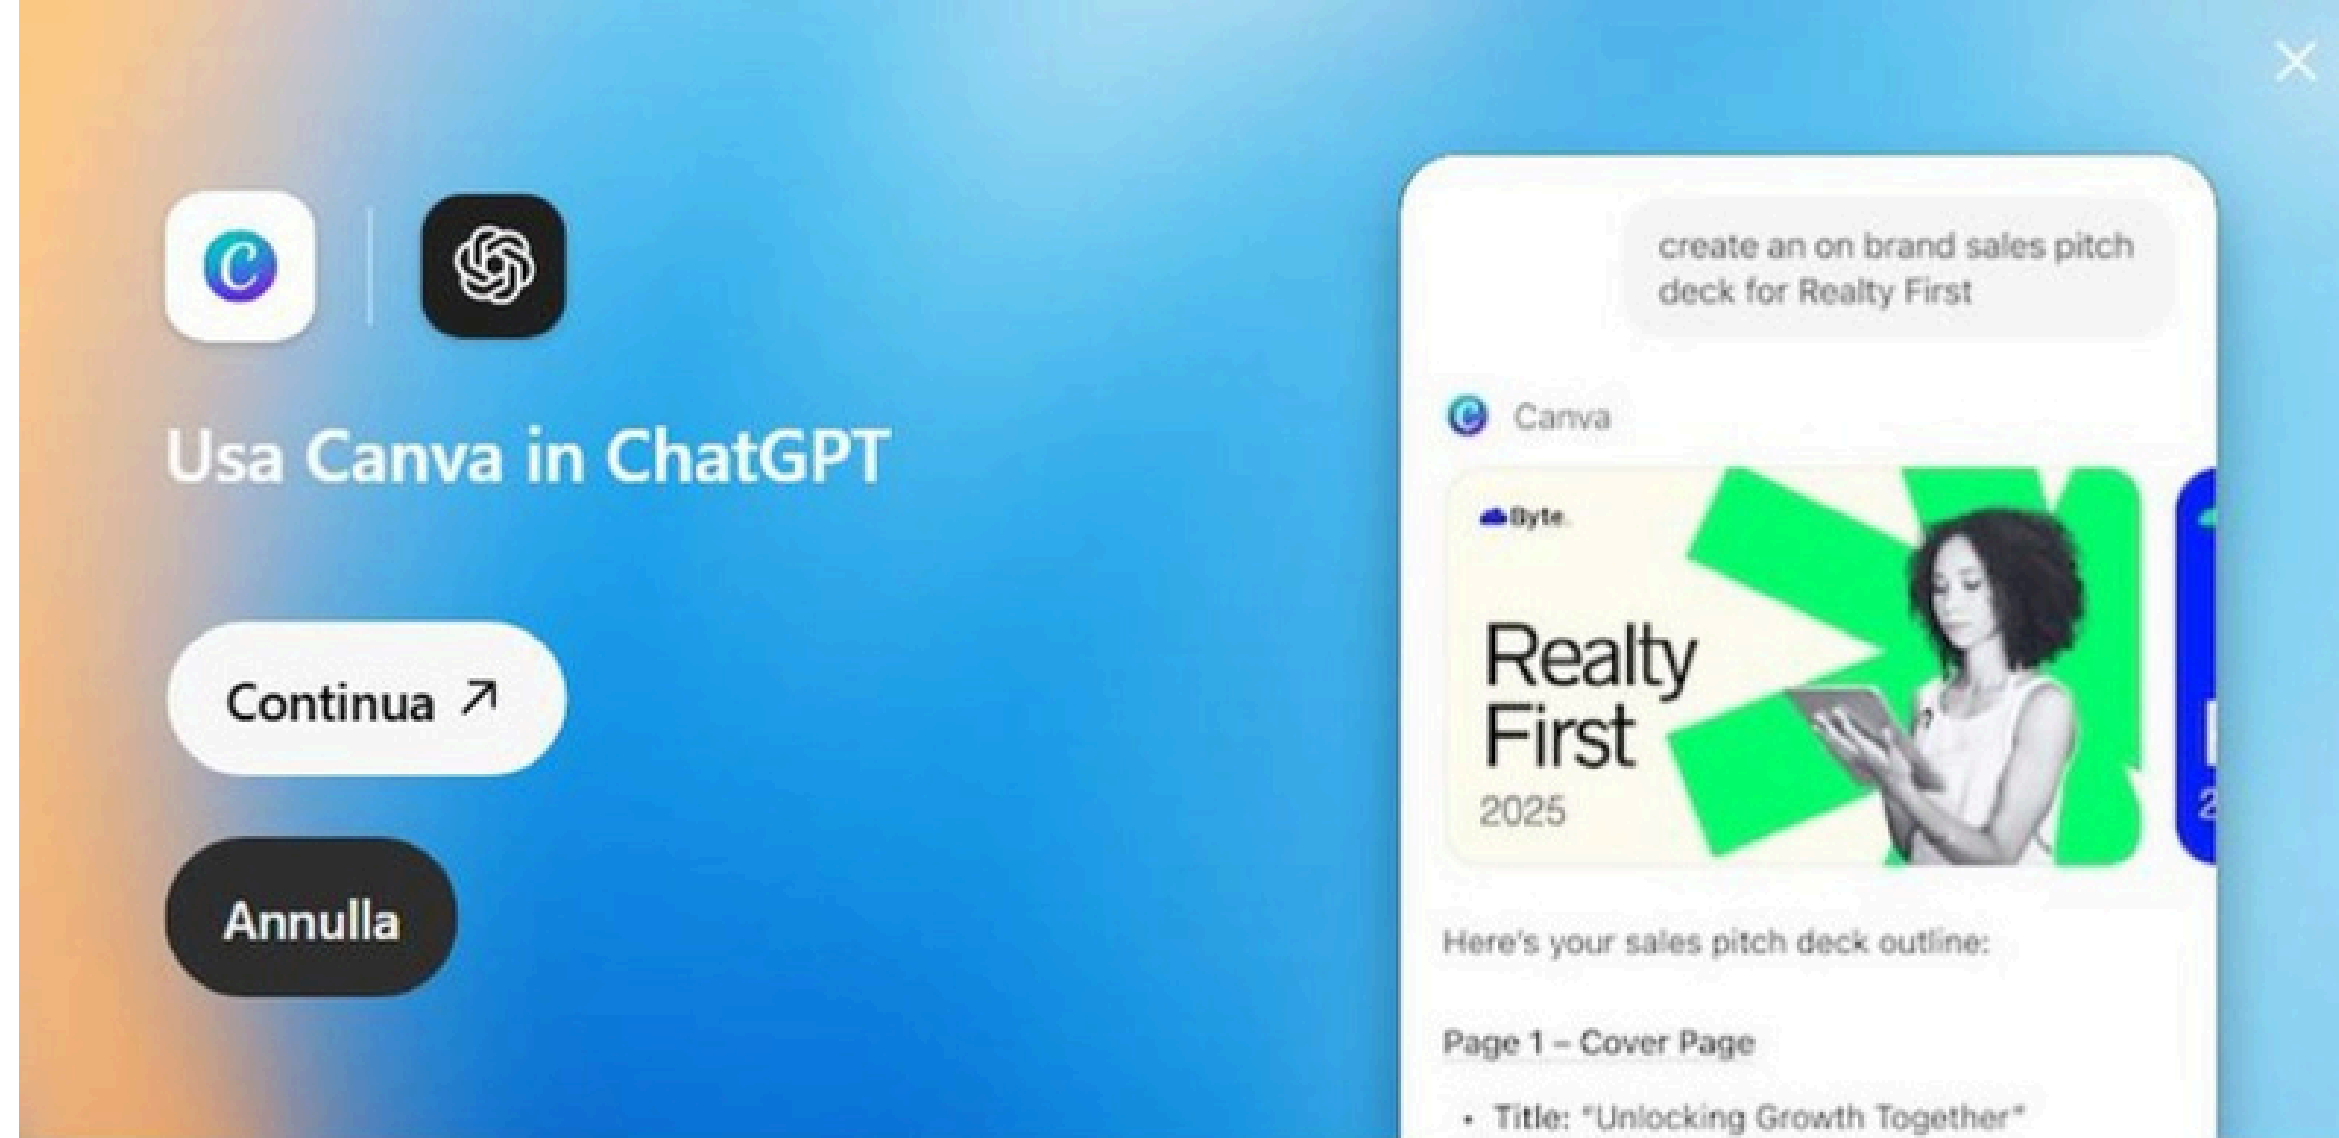 Usa Canva in ChatGPT
Continua
Annulla
create an on brand sales pitch
deck for Realty First
Canva
Byte.
Realty
First
2025
Here's your sales pitch deck outline:
Page 1 – Cover Page
• Title: "Unlocking Growth Together"